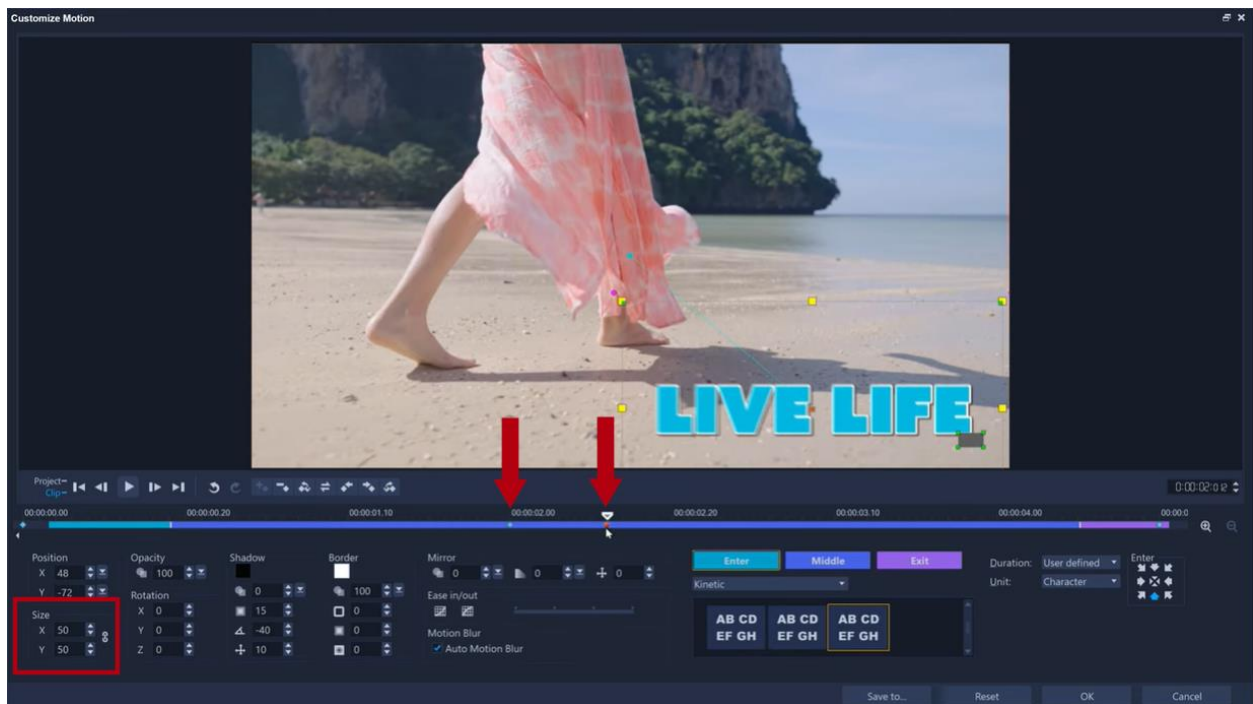 Customize Motion
LIVE LIFE
Project
Clip
0:00:02:012
00:00:00.00 00:00:00.20 00:00:01.10 00:00:02.00 00:00:02.20 00:00:03.10 00:00:04.00 00:00:0
Position Opacity Shadow Border Mirror Enter Middle Exit Duration: User defined Enter
X 48 100 0 0 0
Y -72 Kinetic Unit: Character
Rotation 0 100 Ease in/out
Size X 0 15 0
X 50 Y 0 -40 0 Motion Blur AB CD AB CD AB CD
Y 50 Z 0 10 0 Auto Motion Blur EF GH EF GH EF GH
Save to... Reset OK Cancel